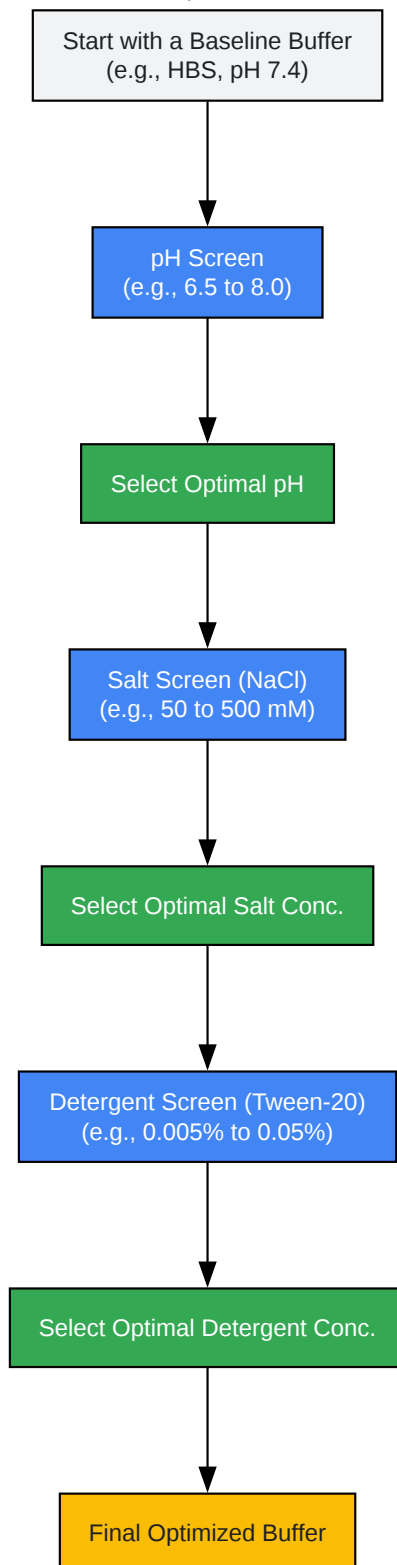 Start with a Baseline Buffer
(e.g., HBS, pH 7.4)
pH Screen
(e.g., 6.5 to 8.0)
Select Optimal pH
Salt Screen (NaCl)
(e.g., 50 to 500 mM)
Select Optimal Salt Conc.
Detergent Screen (Tween-20)
(e.g., 0.005% to 0.05%)
Select Optimal Detergent Conc.
Final Optimized Buffer